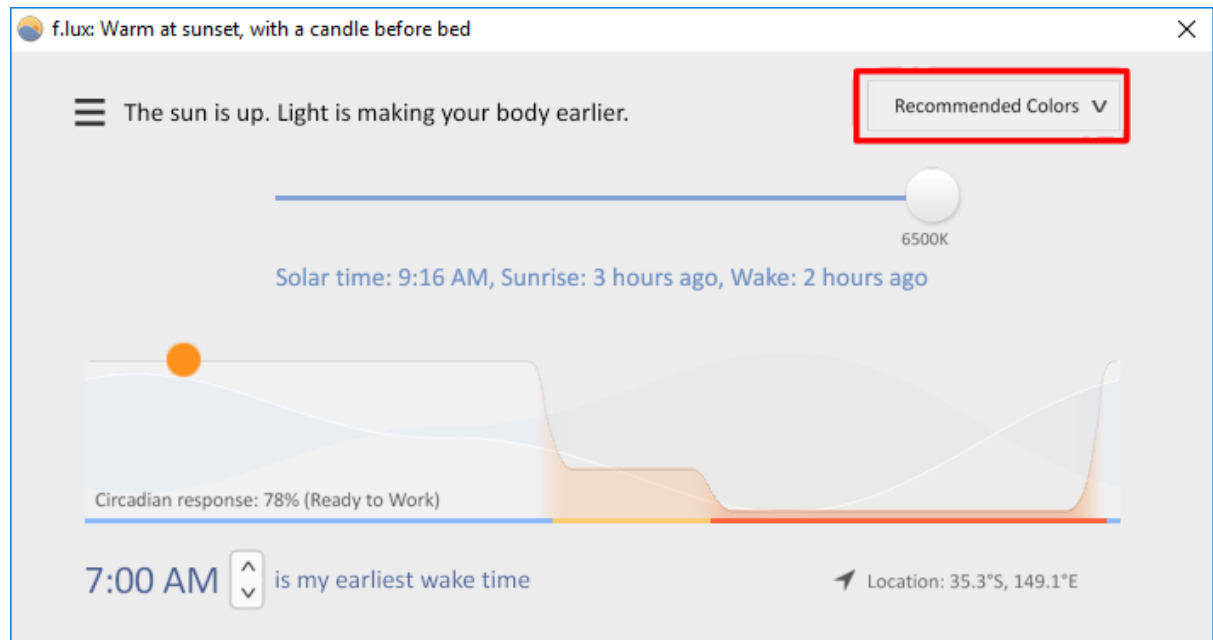 f.lux: Warm at sunset, with a candle before bed
The sun is up. Light is making your body earlier.
Recommended Colors
6500K
Solar time: 9:16 AM, Sunrise: 3 hours ago, Wake: 2 hours ago
Circadian response: 78% (Ready to Work)
7:00 AM is my earliest wake time
Location: 35.3°S, 149.1°E